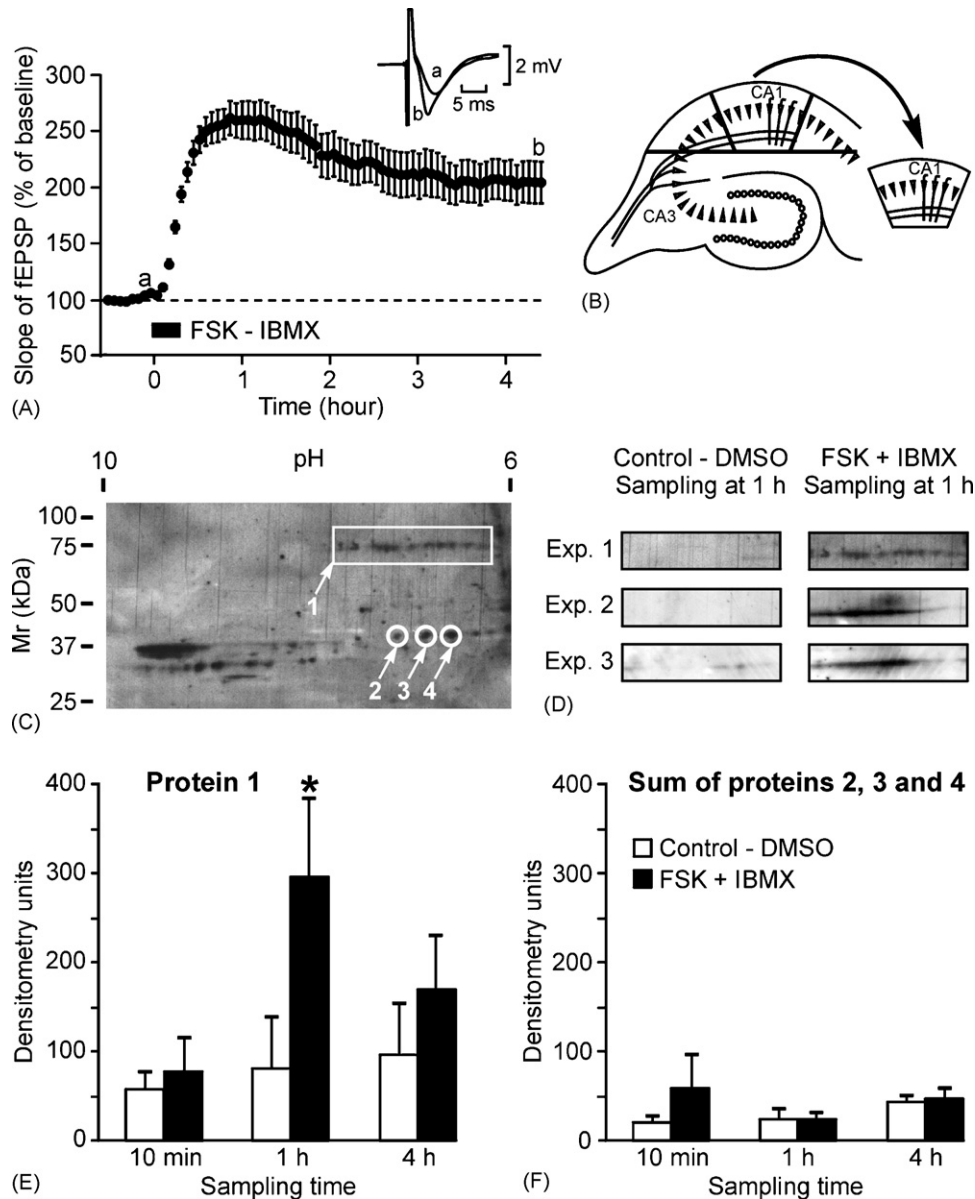 300
250
200
150
100
50
Slope of fEPSP (% of baseline)
a
b
a
b
2 mV
5 ms
FSK - IBMX
0 1 2 3 4
Time (hour)
(A)
CA1
CA3
CA1
(B)
10 pH 6
100
75
50
37
25
Mr (kDa)
1
2 3 4
(C)
Control - DMSO
Sampling at 1 h
FSK + IBMX
Sampling at 1 h
Exp. 1
Exp. 2
Exp. 3
(D)
Protein 1
*
400
300
200
100
0
Densitometry units
10 min 1 h 4 h
Sampling time
(E)
Sum of proteins 2, 3 and 4
Control - DMSO
FSK + IBMX
400
300
200
100
0
Densitometry units
10 min 1 h 4 h
Sampling time
(F)